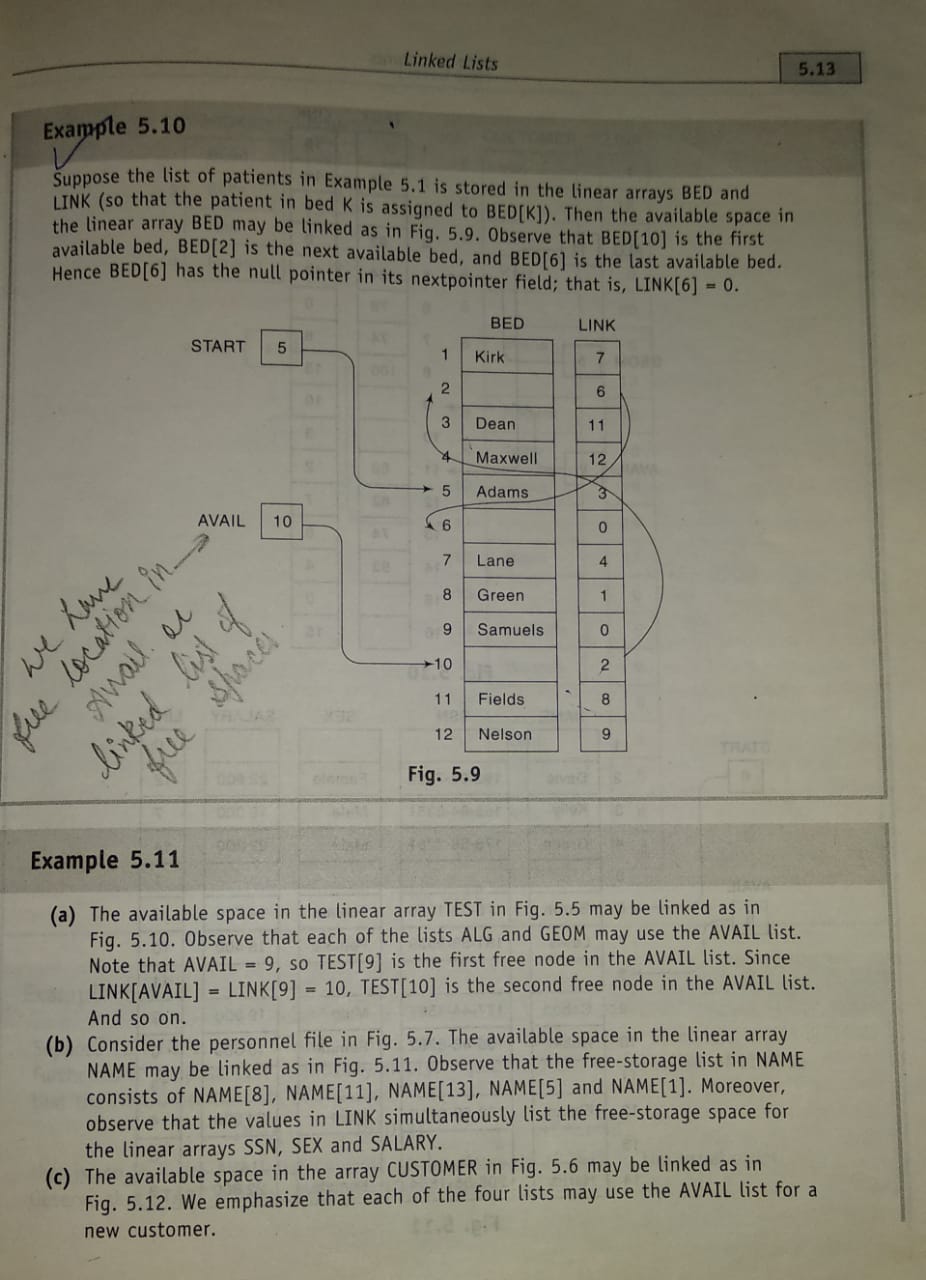 Linked Lists
5.13
Example 5.10
Suppose the list of patients in Example 5.1 is stored in the linear arrays BED and
LINK (so that the patient in bed K is assigned to BED[K]). Then the available space in
the linear array BED may be linked as in Fig. 5.9. Observe that BED[10] is the first
available bed, BED[2] is the next available bed, and BED[6] is the last available bed.
Hence BED[6] has the null pointer in its nextpointer field; that is, LINK[6] = 0.
BED LINK
START 5
1 Kirk 7
2 6
3 Dean 11
4 Maxwell 12
5 Adams 3
AVAIL 10
6 0
7 Lane 4
8 Green 1
9 Samuels 0
10 2
11 Fields 8
12 Nelson 9
we have
free location in
Avail or
linked list of
free spaces
Fig. 5.9
Example 5.11
(a) The available space in the linear array TEST in Fig. 5.5 may be linked as in
Fig. 5.10. Observe that each of the lists ALG and GEOM may use the AVAIL list.
Note that AVAIL = 9, so TEST[9] is the first free node in the AVAIL list. Since
LINK[AVAIL] = LINK[9] = 10, TEST[10] is the second free node in the AVAIL list.
And so on.
(b) Consider the personnel file in Fig. 5.7. The available space in the linear array
NAME may be linked as in Fig. 5.11. Observe that the free-storage list in NAME
consists of NAME[8], NAME[11], NAME[13], NAME[5] and NAME[1]. Moreover,
observe that the values in LINK simultaneously list the free-storage space for
the linear arrays SSN, SEX and SALARY.
(c) The available space in the array CUSTOMER in Fig. 5.6 may be linked as in
Fig. 5.12. We emphasize that each of the four lists may use the AVAIL list for a
new customer.